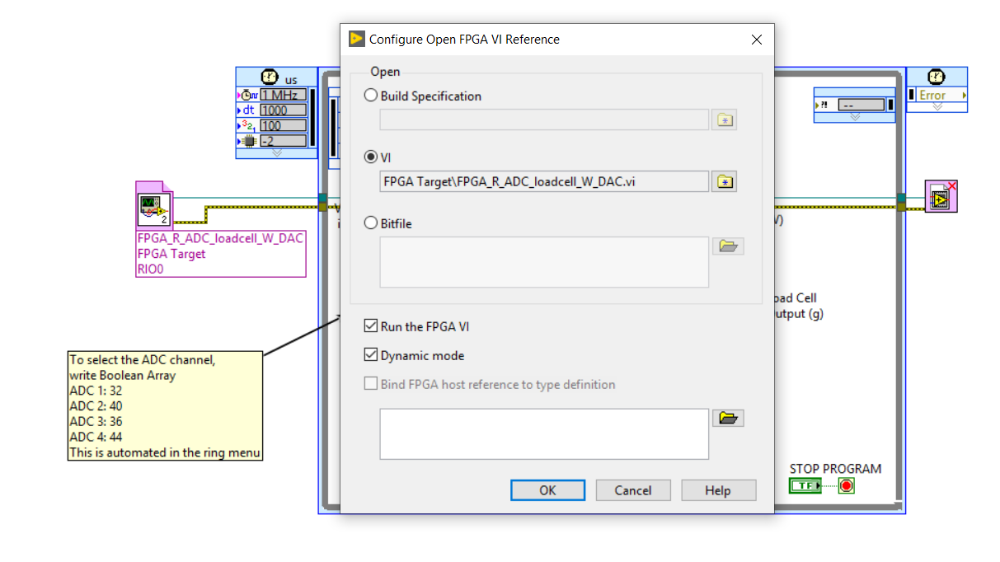 Configure Open FPGA VI Reference
Open
Build Specification
VI
FPGA Target\FPGA_R_ADC_loadcell_W_DAC.vi
Bitfile
Run the FPGA VI
Dynamic mode
Bind FPGA host reference to type definition
OK
Cancel
Help
us
1 MHz
dt
1000
100
-2
Error
?!
--
2
FPGA_R_ADC_loadcell_W_DAC
FPGA Target
RIO0
To select the ADC channel,
write Boolean Array
ADC 1: 32
ADC 2: 40
ADC 3: 36
ADC 4: 44
This is automated in the ring menu
V)
oad Cell
utput (g)
STOP PROGRAM
TF